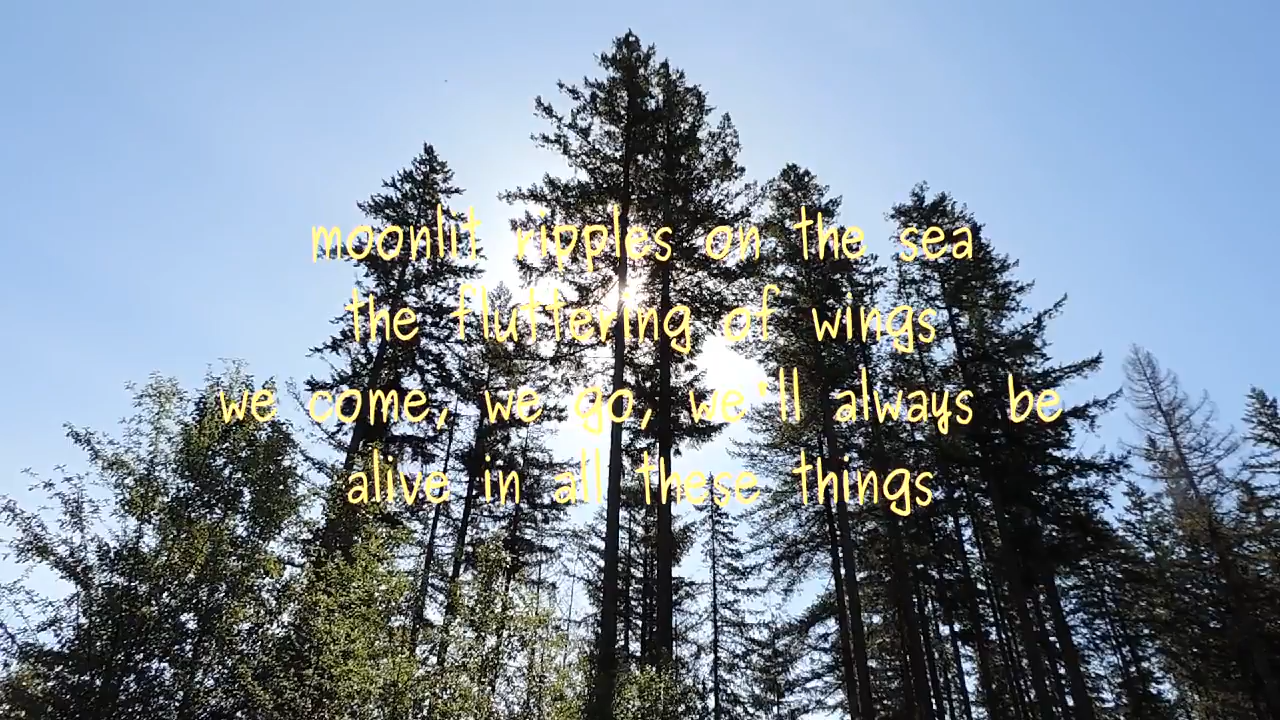 moonlit ripples on the sea
the fluttering of wings
we come, we go, we'll always be
alive in all these things